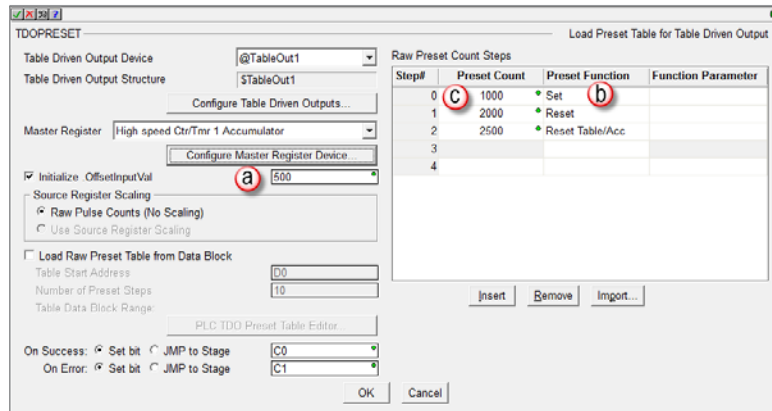 TDOPRESET
Load Preset Table for Table Driven Output
Table Driven Output Device @TableOut1
Table Driven Output Structure $TableOut1
Configure Table Driven Outputs...
Master Register High speed Ctr/Tmr 1 Accumulator
Configure Master Register Device...
Initialize .OffsetInputVal a 500
Source Register Scaling
Raw Pulse Counts (No Scaling)
Use Source Register Scaling
Load Raw Preset Table from Data Block
Table Start Address D0
Number of Preset Steps 10
Table Data Block Range:
PLC TDO Preset Table Editor...
On Success: Set bit JMP to Stage C0
On Error: Set bit JMP to Stage C1
Raw Preset Count Steps
Step# Preset Count Preset Function Function Parameter
0 c 1000 Set b
1 2000 Reset
2 2500 Reset Table/Acc
3
4
Insert Remove Import...
OK Cancel